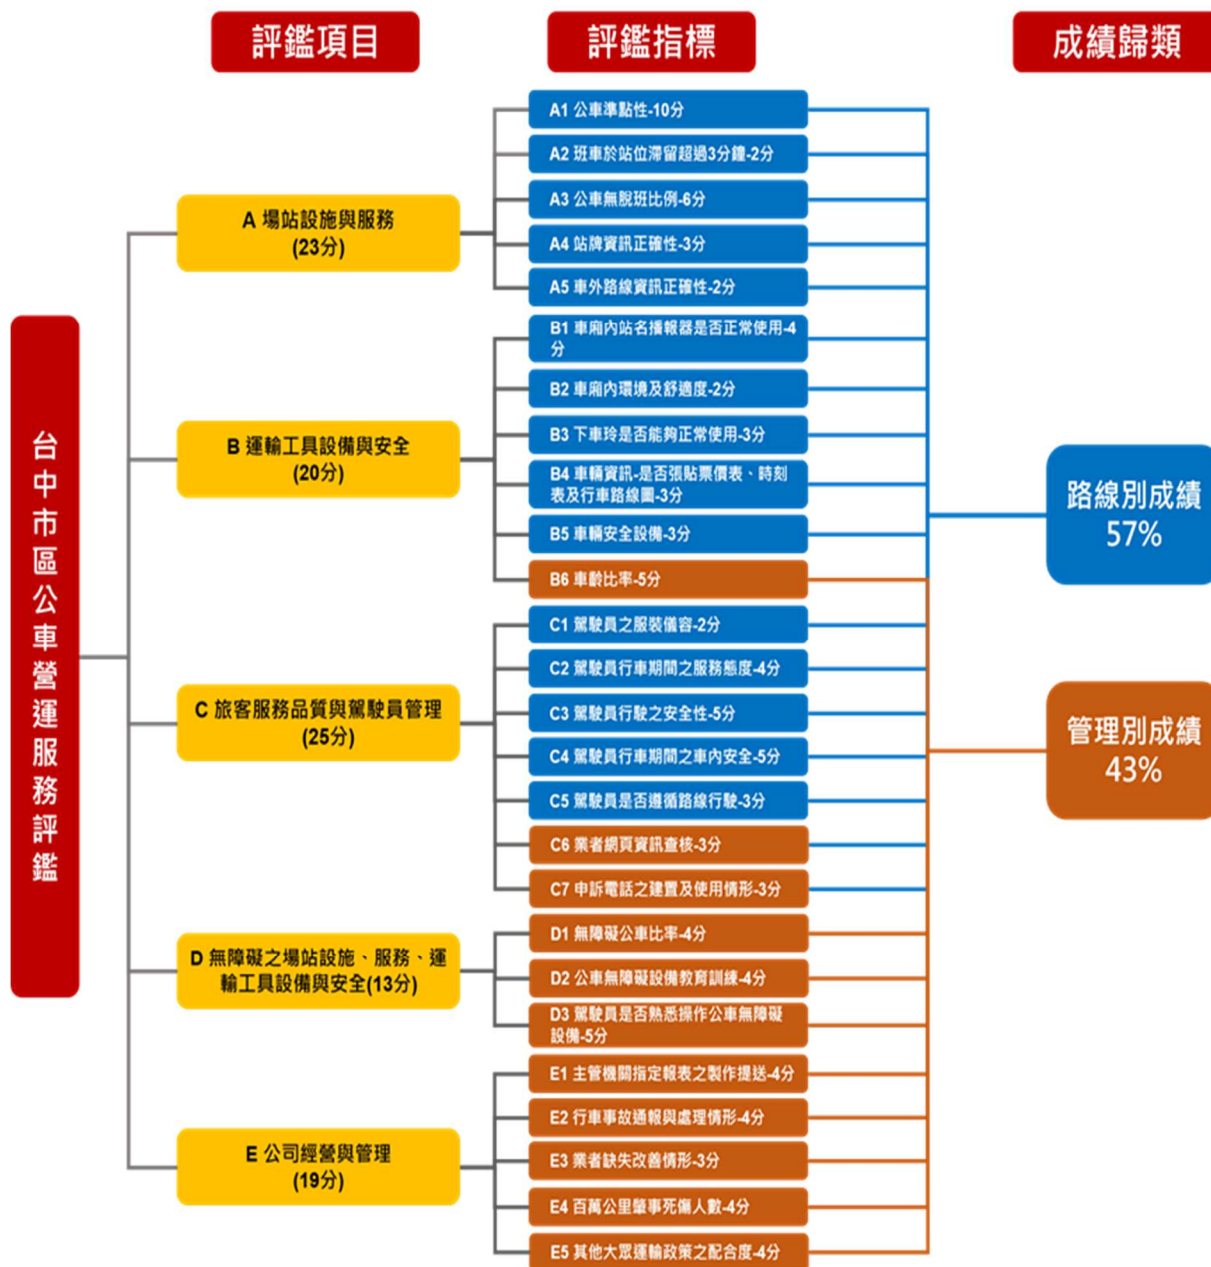 評鑑項目
評鑑指標
成績歸類
台中市區公車營運服務評鑑
A 場站設施與服務
(23分)
A1 公車準點性-10分
A2 班車於站位滯留超過3分鐘-2分
A3 公車無脫班比例-6分
A4 站牌資訊正確性-3分
A5 車外路線資訊正確性-2分
B 運輸工具設備與安全
(20分)
B1 車廂內站名播報器是否正常使用-4
分
B2 車廂內環境及舒適度-2分
B3 下車玲是否能夠正常使用-3分
B4 車輛資訊-是否張貼票價表、時刻
表及行車路線圖-3分
B5 車輛安全設備-3分
B6 車齡比率-5分
C 旅客服務品質與駕駛員管理
(25分)
C1 駕駛員之服裝儀容-2分
C2 駕駛員行車期間之服務態度-4分
C3 駕駛員行駛之安全性-5分
C4 駕駛員行車期間之車內安全-5分
C5 駕駛員是否遵循路線行駛-3分
C6 業者網頁資訊查核-3分
C7 申訴電話之建置及使用情形-3分
D 無障礙之場站設施、服務、運
輸工具設備與安全(13分)
D1 無障礙公車比率-4分
D2 公車無障礙設備教育訓練-4分
D3 駕駛員是否熟悉操作公車無障礙
設備-5分
E 公司經營與管理
(19分)
E1 主管機關指定報表之製作提送-4分
E2 行車事故通報與處理情形-4分
E3 業者缺失改善情形-3分
E4 百萬公里肇事死傷人數-4分
E5 其他大眾運輸政策之配合度-4分
路線別成績
57%
管理別成績
43%